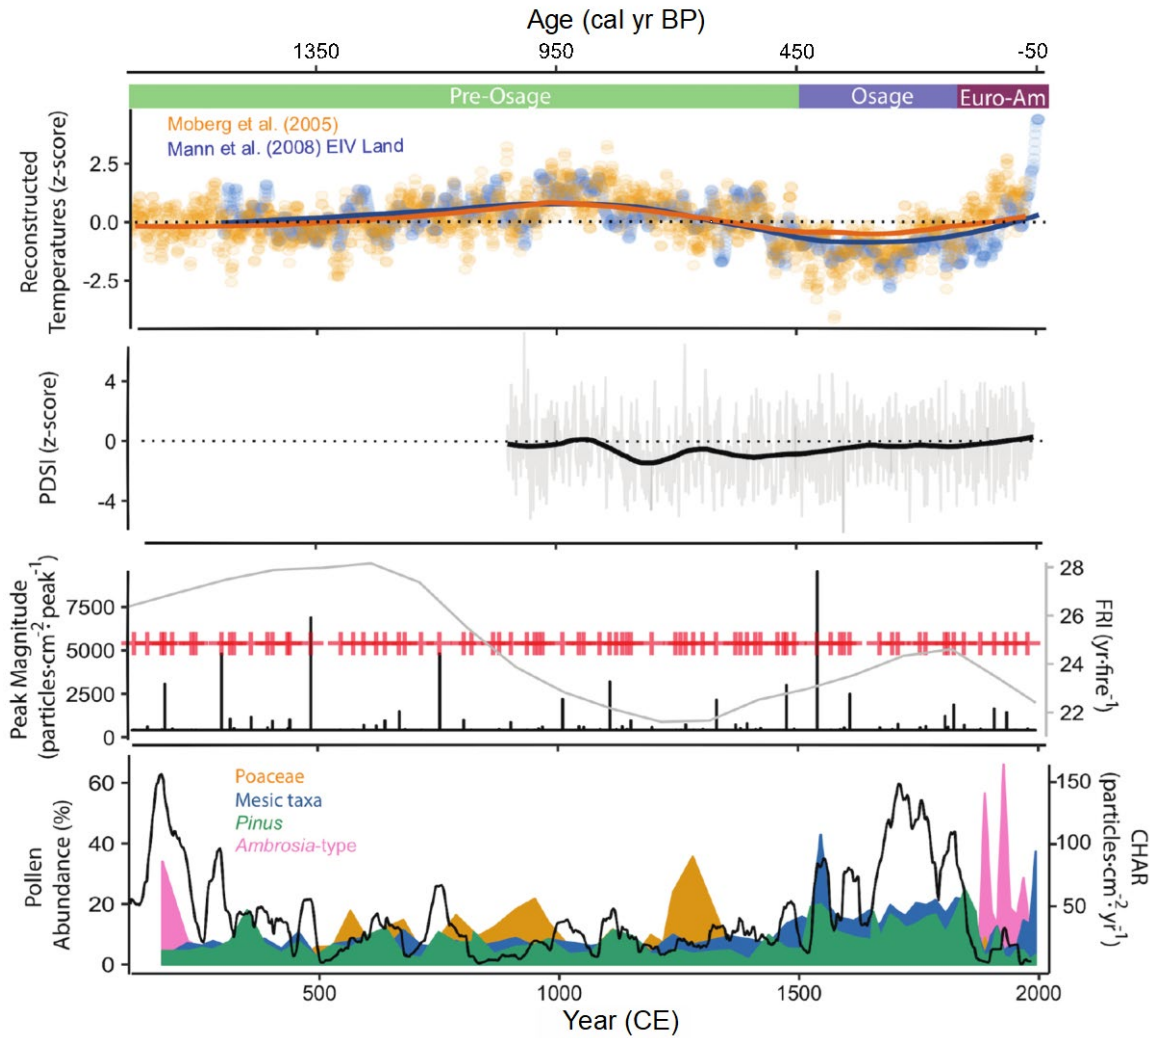 Age (cal yr BP)
1350 950 450 -50
Pre-Osage Osage Euro-Am
Reconstructed
Temperatures (z-score)
Moberg et al. (2005)
Mann et al. (2008) EIV Land
2.5
0.0
-2.5
PDSI (z-score)
4
0
-4
Peak Magnitude
(particles·cm-2 peak-1)
7500
5000
2500
0
28
26
24
22
FRI (yr·fire-1)
Pollen
Abundance (%)
60
40
20
0
Poaceae
Mesic taxa
Pinus
Ambrosia-type
150
100
50
CHAR
(particles·cm-2·yr-1)
500 1000 1500 2000
Year (CE)